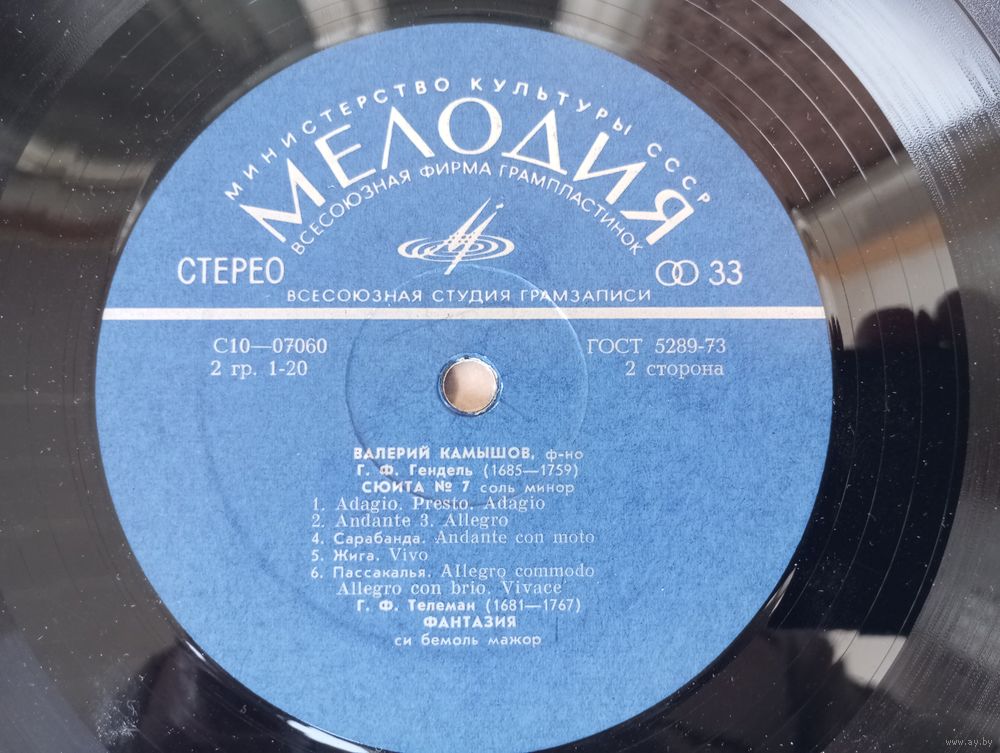 МИНИСТЕРСТВО КУЛЬТУРЫ СССР
МЕЛОДИЯ
ВСЕСОЮЗНАЯ ФИРМА ГРАМПЛАСТИНОК
СТЕРЕО
33
ВСЕСОЮЗНАЯ СТУДИЯ ГРАМЗАПИСИ
С10—07060
ГОСТ 5289-73
2 гр. 1-20
2 сторона
ВАЛЕРИЙ КАМЫШОВ, ф-но
Г. Ф. Гендель (1685—1759)
СЮИТА № 7 соль минор
1. Adagio. Presto. Adagio
2. Andante 3. Allegro
4. Сарабанда. Andante con moto
5. Жига. Vivo
6. Пассакалья. Allegro commodo
Allegro con brio. Vivace
Г. Ф. Телеман (1681—1767)
ФАНТАЗИЯ
си бемоль мажор
www.ay.by